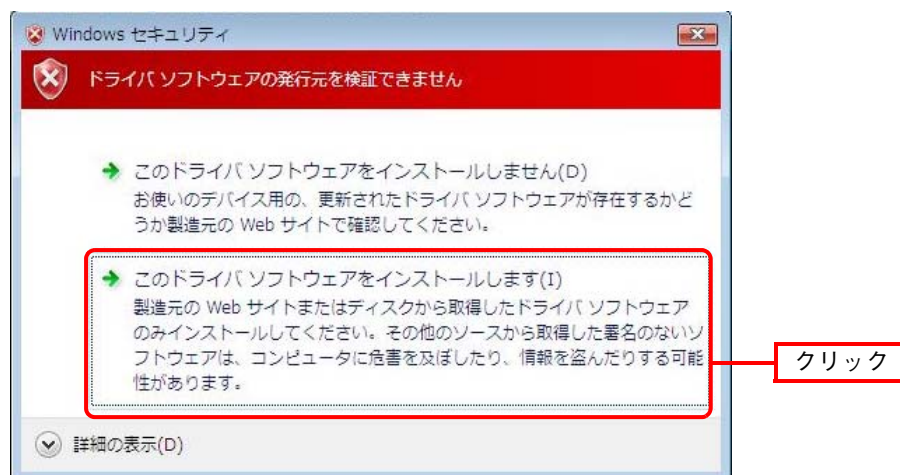 Windows セキュリティ
ドライバ ソフトウェアの発行元を検証できません
このドライバ ソフトウェアをインストールしません(D)
お使いのデバイス用の、更新されたドライバ ソフトウェアが存在するかど
うか製造元の Web サイトで確認してください。
このドライバ ソフトウェアをインストールします(I)
製造元の Web サイトまたはディスクから取得したドライバ ソフトウェア
のみインストールしてください。その他のソースから取得した署名のないソ
フトウェアは、コンピュータに危害を及ぼしたり、情報を盗んだりする可能
性があります。
クリック
詳細の表示(D)